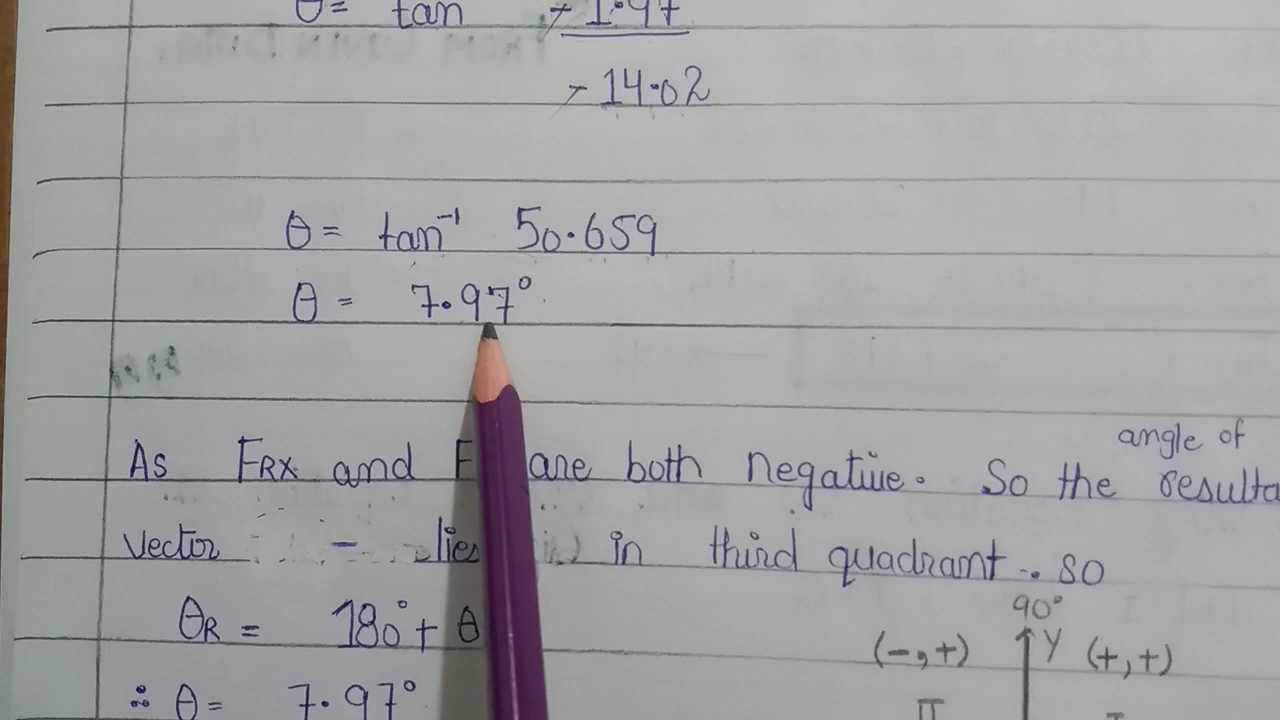 θ = tan - 1.97
- 14.02
θ = tan⁻¹ 50.659
θ = 7.97°
As FRX and F are both negative. So the angle of resulta
vector - lies in third quadrant. so
θR = 180° + θ
∴ θ = 7.97°
90°
(-,+) Y (+,+)
II I